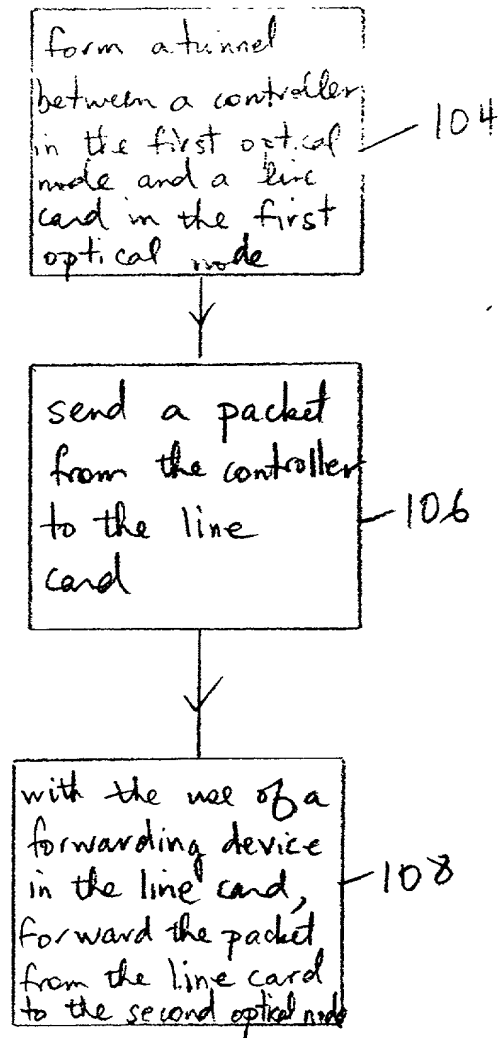 form a tunnel
between a controller
in the first optical
node and a line
card in the first
optical node
104
send a packet
from the controller
to the line
card
106
with the use of a
forwarding device
in the line card,
forward the packet
from the line card
to the second optical node
108